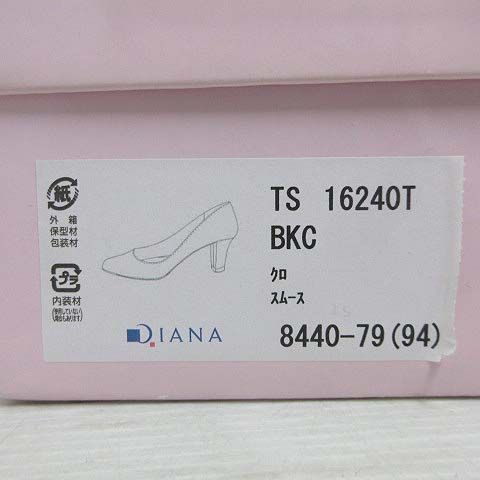 紙
外箱
保型材
包装材
プラ
内装材
DIANA
TS 16240T
BKC
クロ
スムース
8440-79(94)